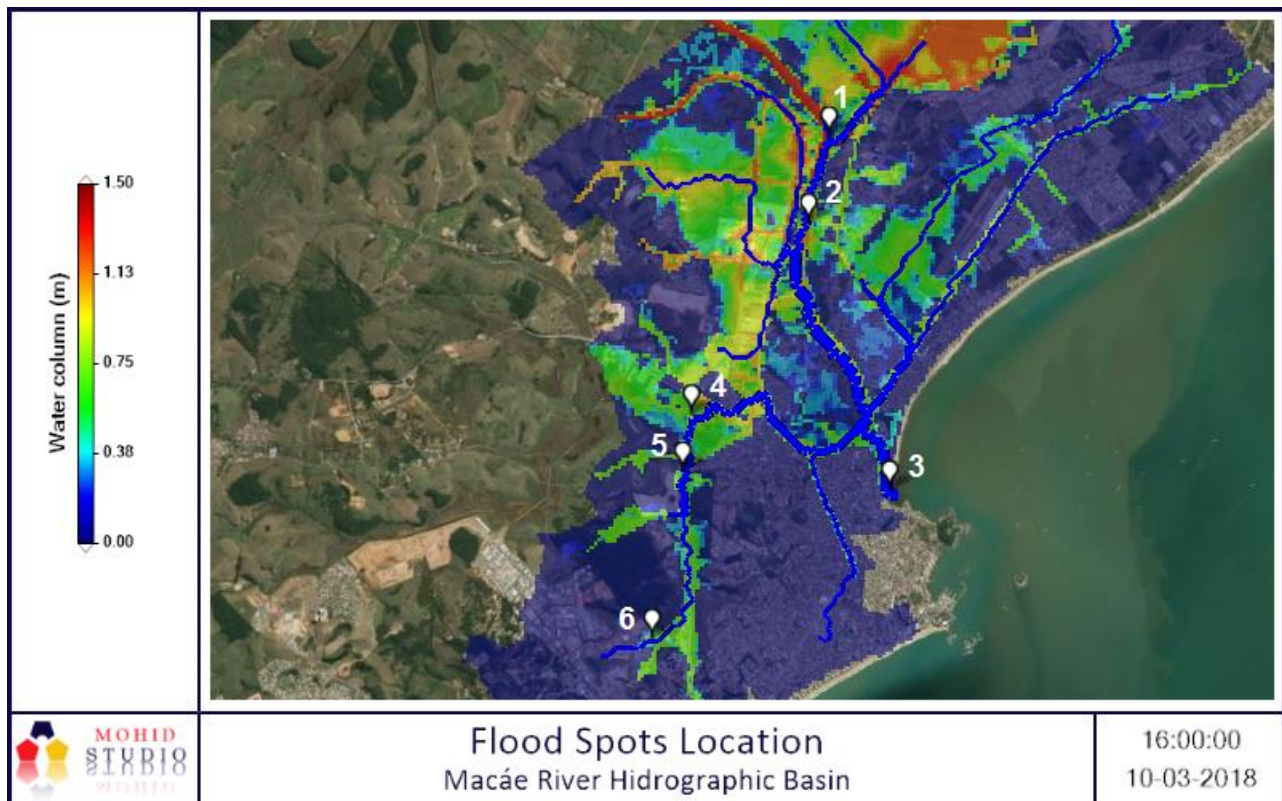 1
2
3
4
5
6
Water column (m)
1.50
1.13
0.75
0.38
0.00
MOHID
STUDIO
Flood Spots Location
Macáe River Hidrographic Basin
16:00:00
10-03-2018